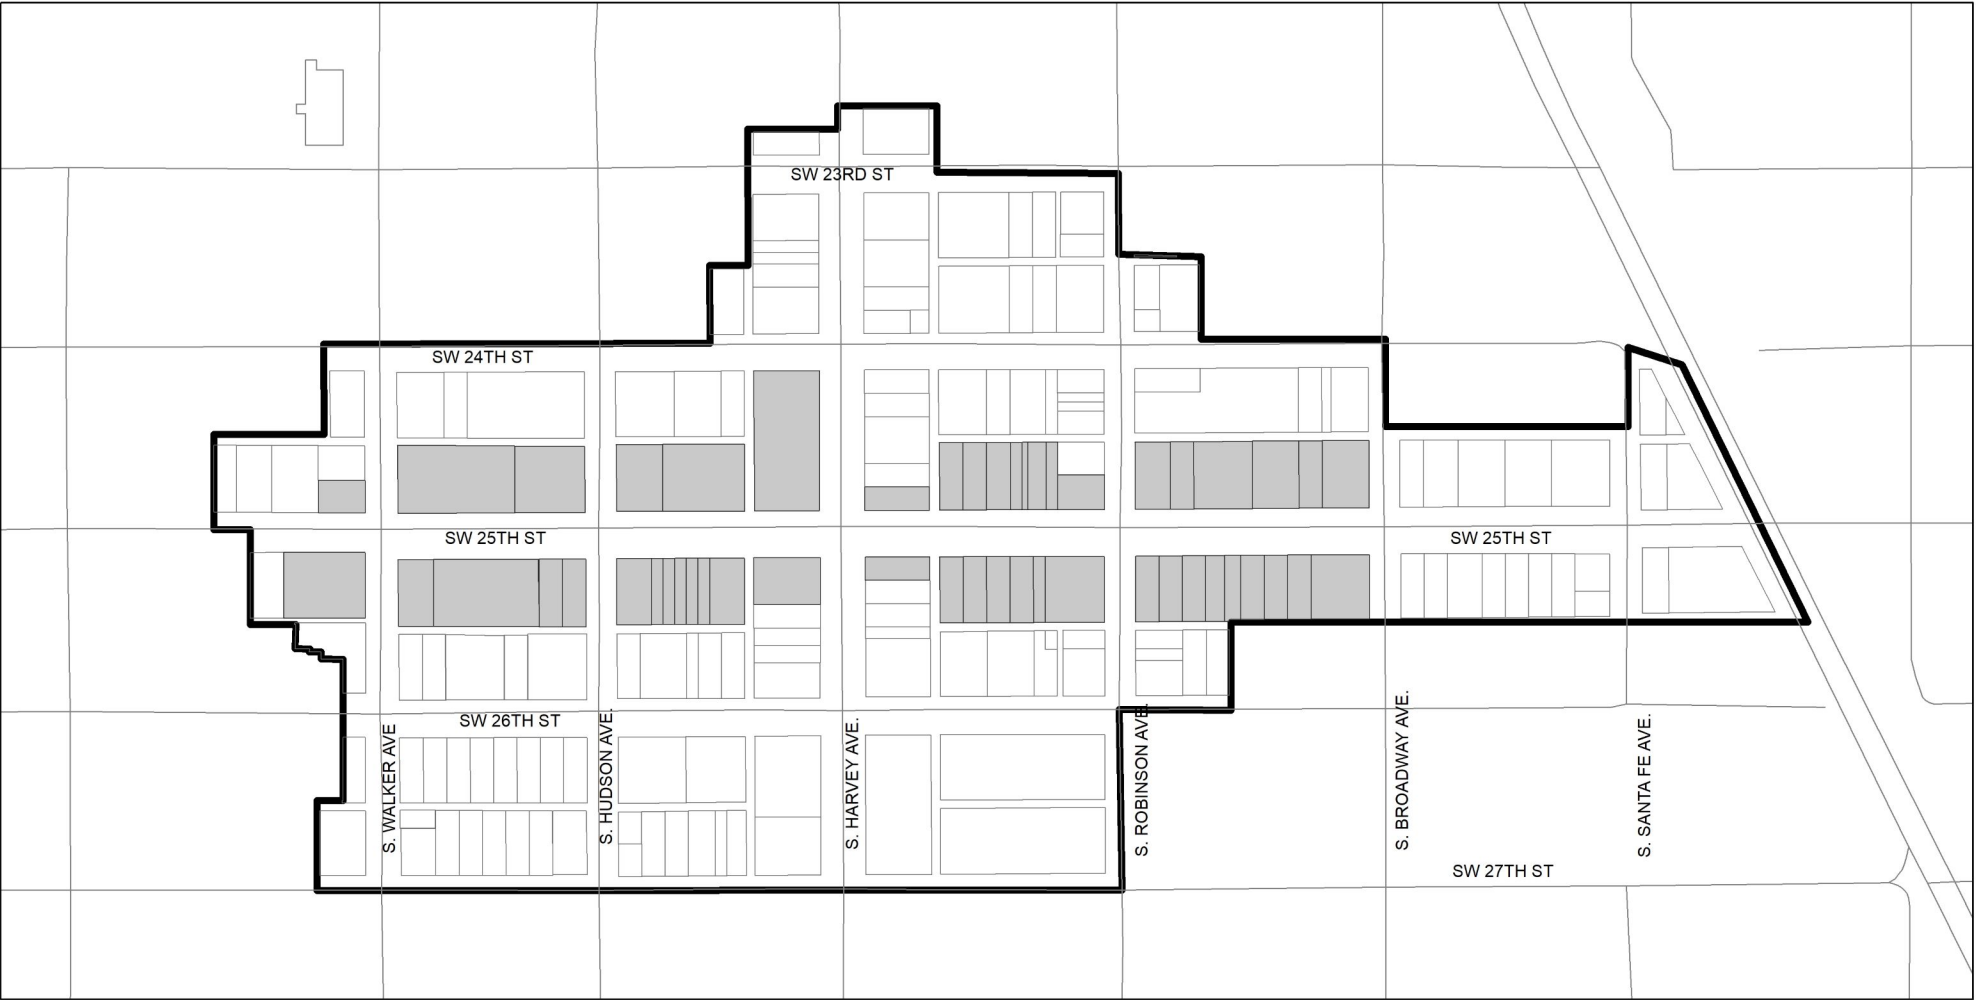 SW 23RD ST
SW 24TH ST
SW 25TH ST
SW 25TH ST
SW 26TH ST
S. WALKER AVE
S. HUDSON AVE.
S. HARVEY AVE.
S. ROBINSON AVE.
S. BROADWAY AVE.
S. SANTA FE AVE.
SW 27TH ST